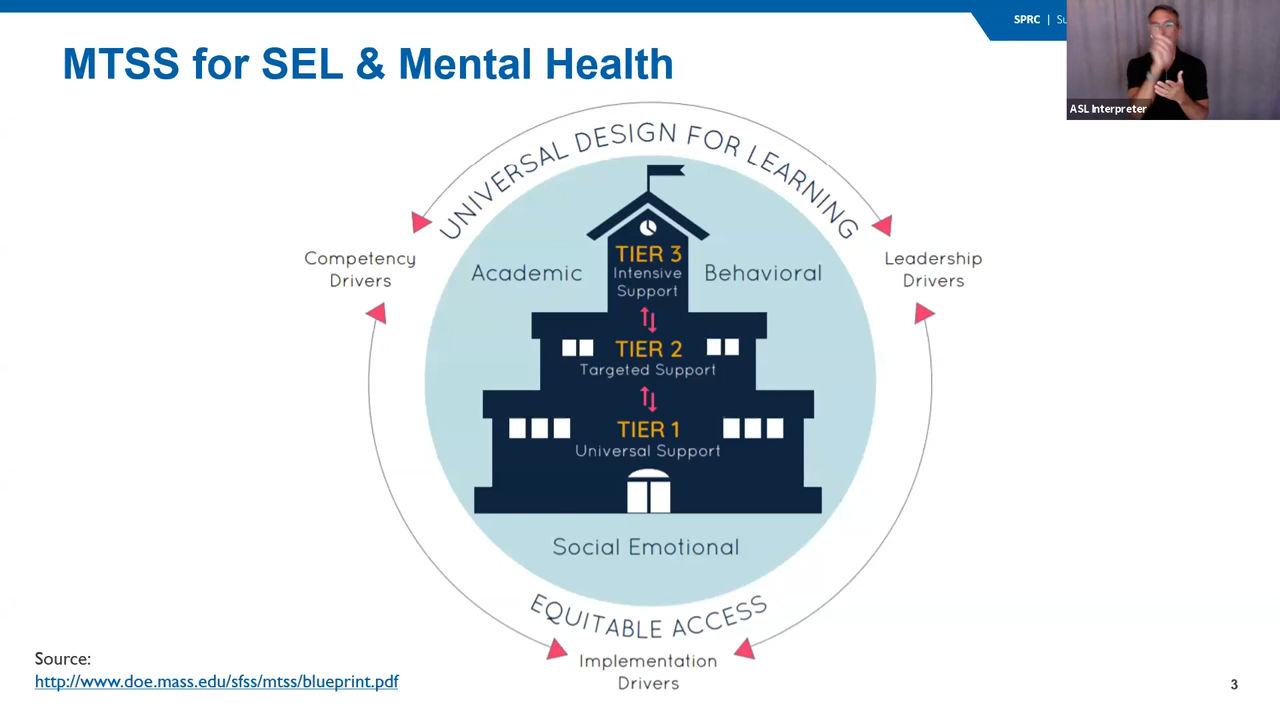 SPRC |
MTSS for SEL & Mental Health
ASL Interpreter
UNIVERSAL DESIGN FOR LEARNING
Competency
Drivers
Leadership
Drivers
Academic
Behavioral
TIER 3
Intensive
Support
TIER 2
Targeted Support
TIER 1
Universal Support
Social Emotional
EQUITABLE ACCESS
Implementation
Drivers
Source:
http://www.doe.mass.edu/sfss/mtss/blueprint.pdf
3